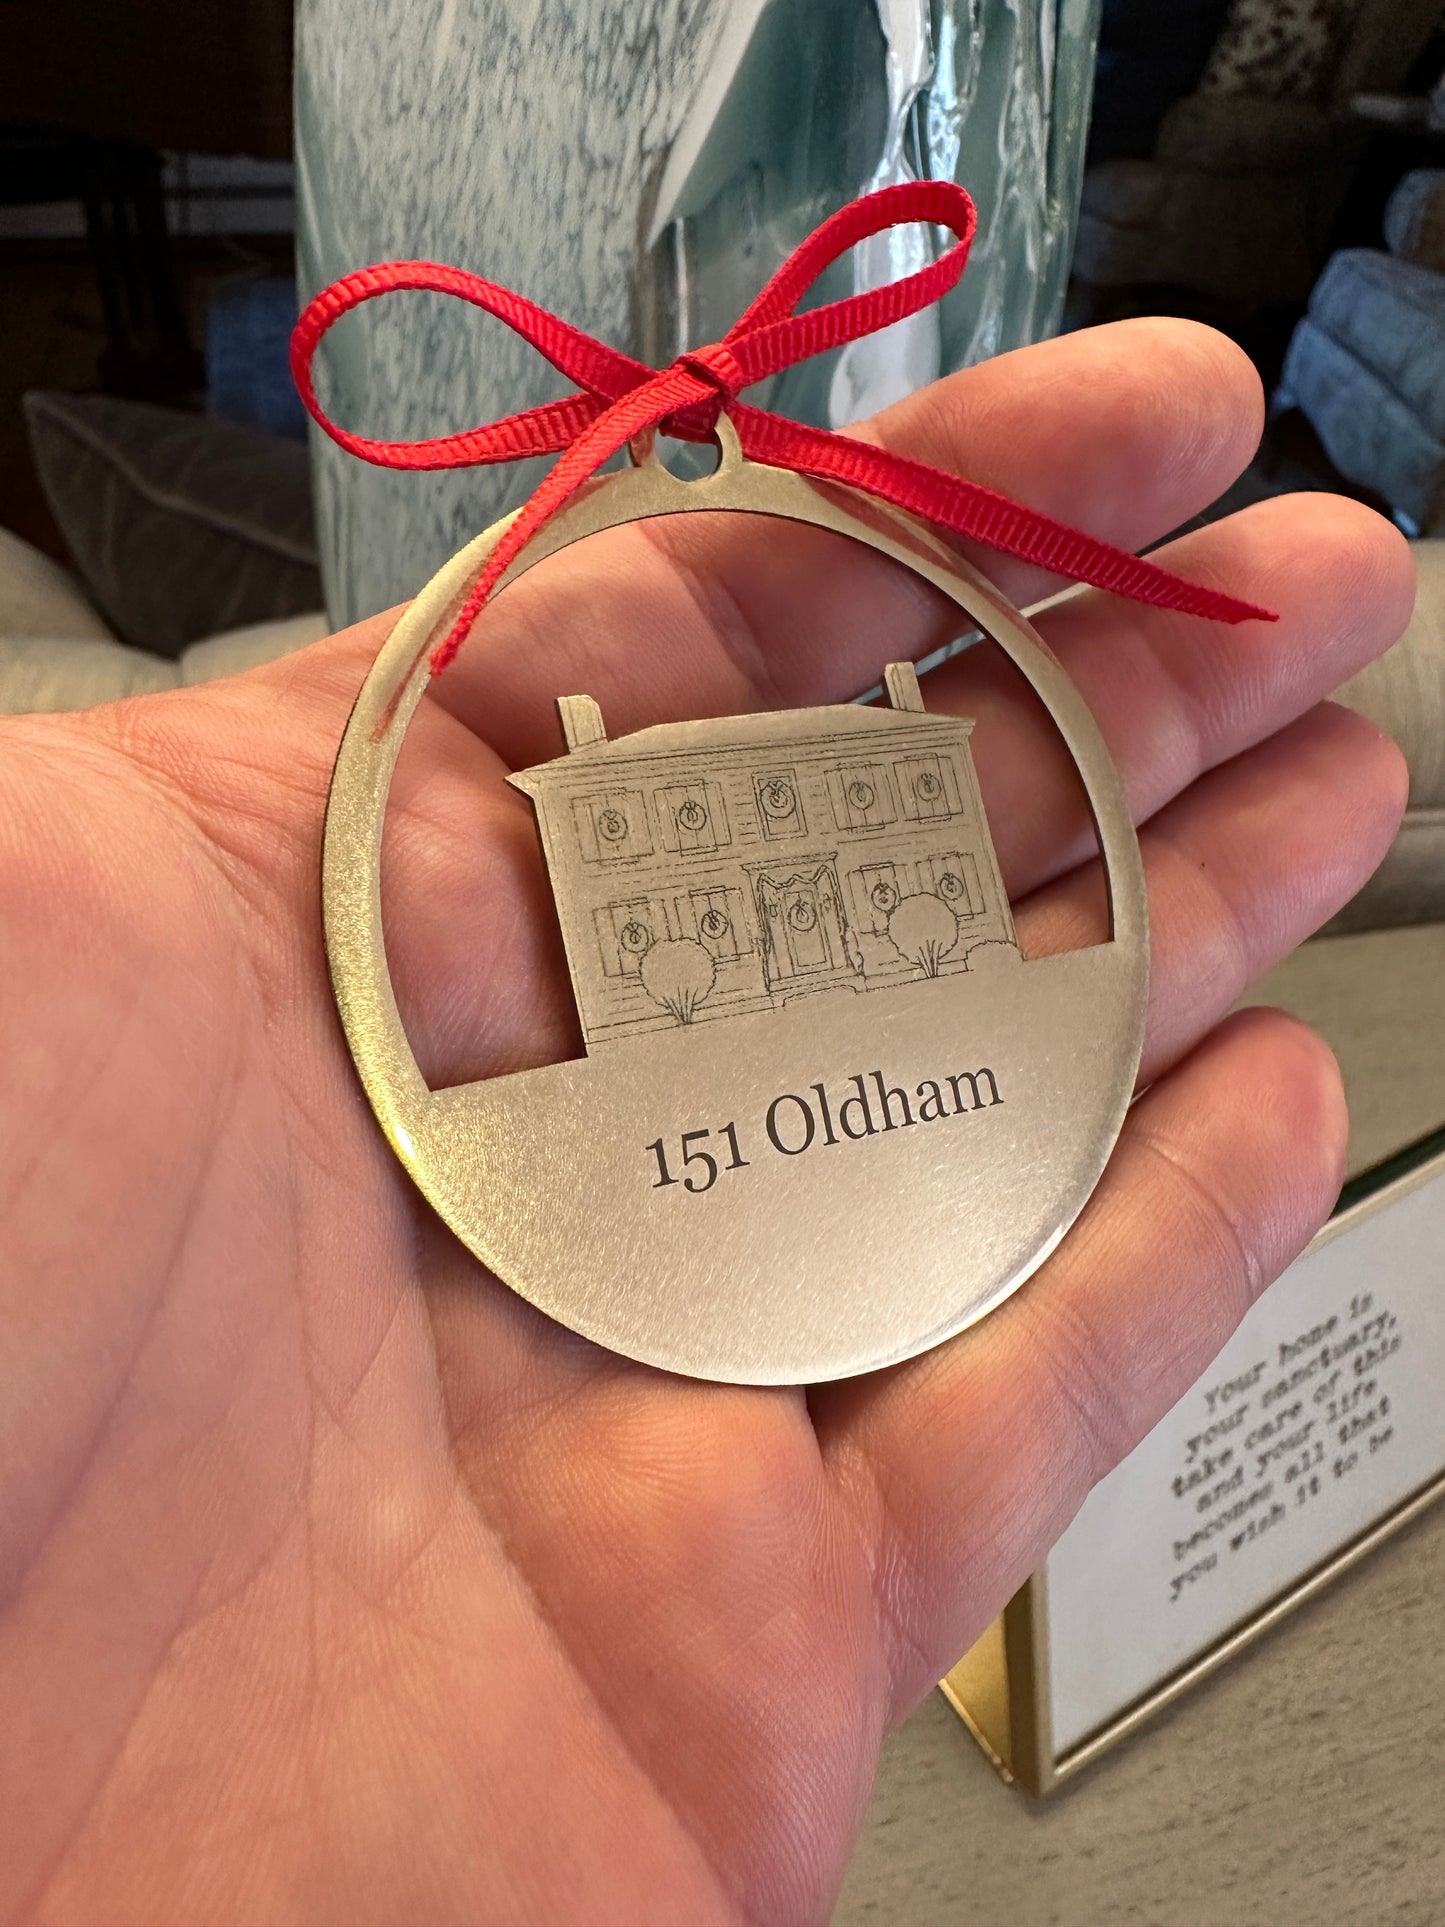 151 Oldham
your home is
your sanctuary,
take care of this
and your life
becomes all that
you wish it to be